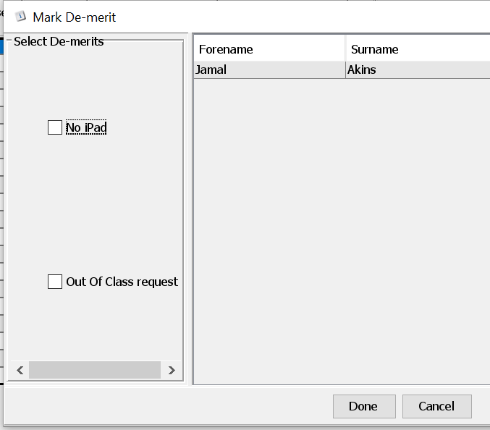 Mark De-merit
Select De-merits
No iPad
Out Of Class request
Forename Surname
Jamal Akins
Done Cancel